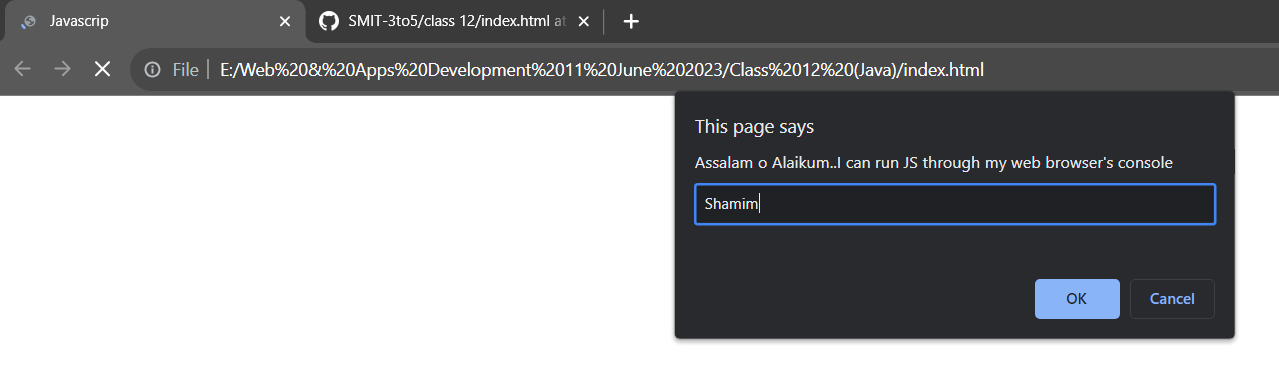 Javascrip
SMIT-3to5/class 12/index.html at
File
E:/Web%20&%20Apps%20Development%2011%20June%202023/Class%2012%20(Java)/index.html
This page says
Assalam o Alaikum..I can run JS through my web browser's console
Shamim
OK
Cancel